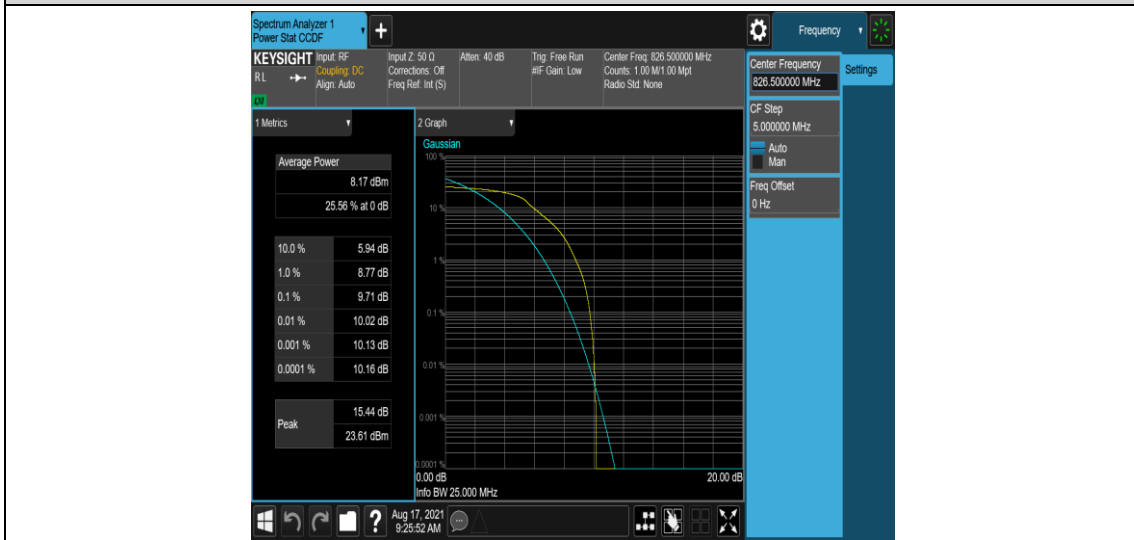 Spectrum Analyzer 1
Power Stat CCDF
+
Frequency
KEYSIGHT
RL
LXI
Input: RF
Coupling: DC
Align: Auto
Input Z: 50 Ω
Corrections: Off
Freq Ref: Int (S)
Atten: 40 dB
Trig: Free Run
#IF Gain: Low
Center Freq: 826.500000 MHz
Counts: 1.00 M/1.00 Mpt
Radio Std: None
Center Frequency
826.500000 MHz
Settings
CF Step
5.000000 MHz
Auto
Man
Freq Offset
0 Hz
1 Metrics
Average Power
8.17 dBm
25.56 % at 0 dB
10.0 % 5.94 dB
1.0 % 8.77 dB
0.1 % 9.71 dB
0.01 % 10.02 dB
0.001 % 10.13 dB
0.0001 % 10.16 dB
Peak
15.44 dB
23.61 dBm
2 Graph
Gaussian
100 %
10 %
1 %
0.1 %
0.01 %
0.001 %
0.0001 %
0.00 dB 20.00 dB
Info BW 25.000 MHz
?
Aug 17, 2021
9:25:52 AM